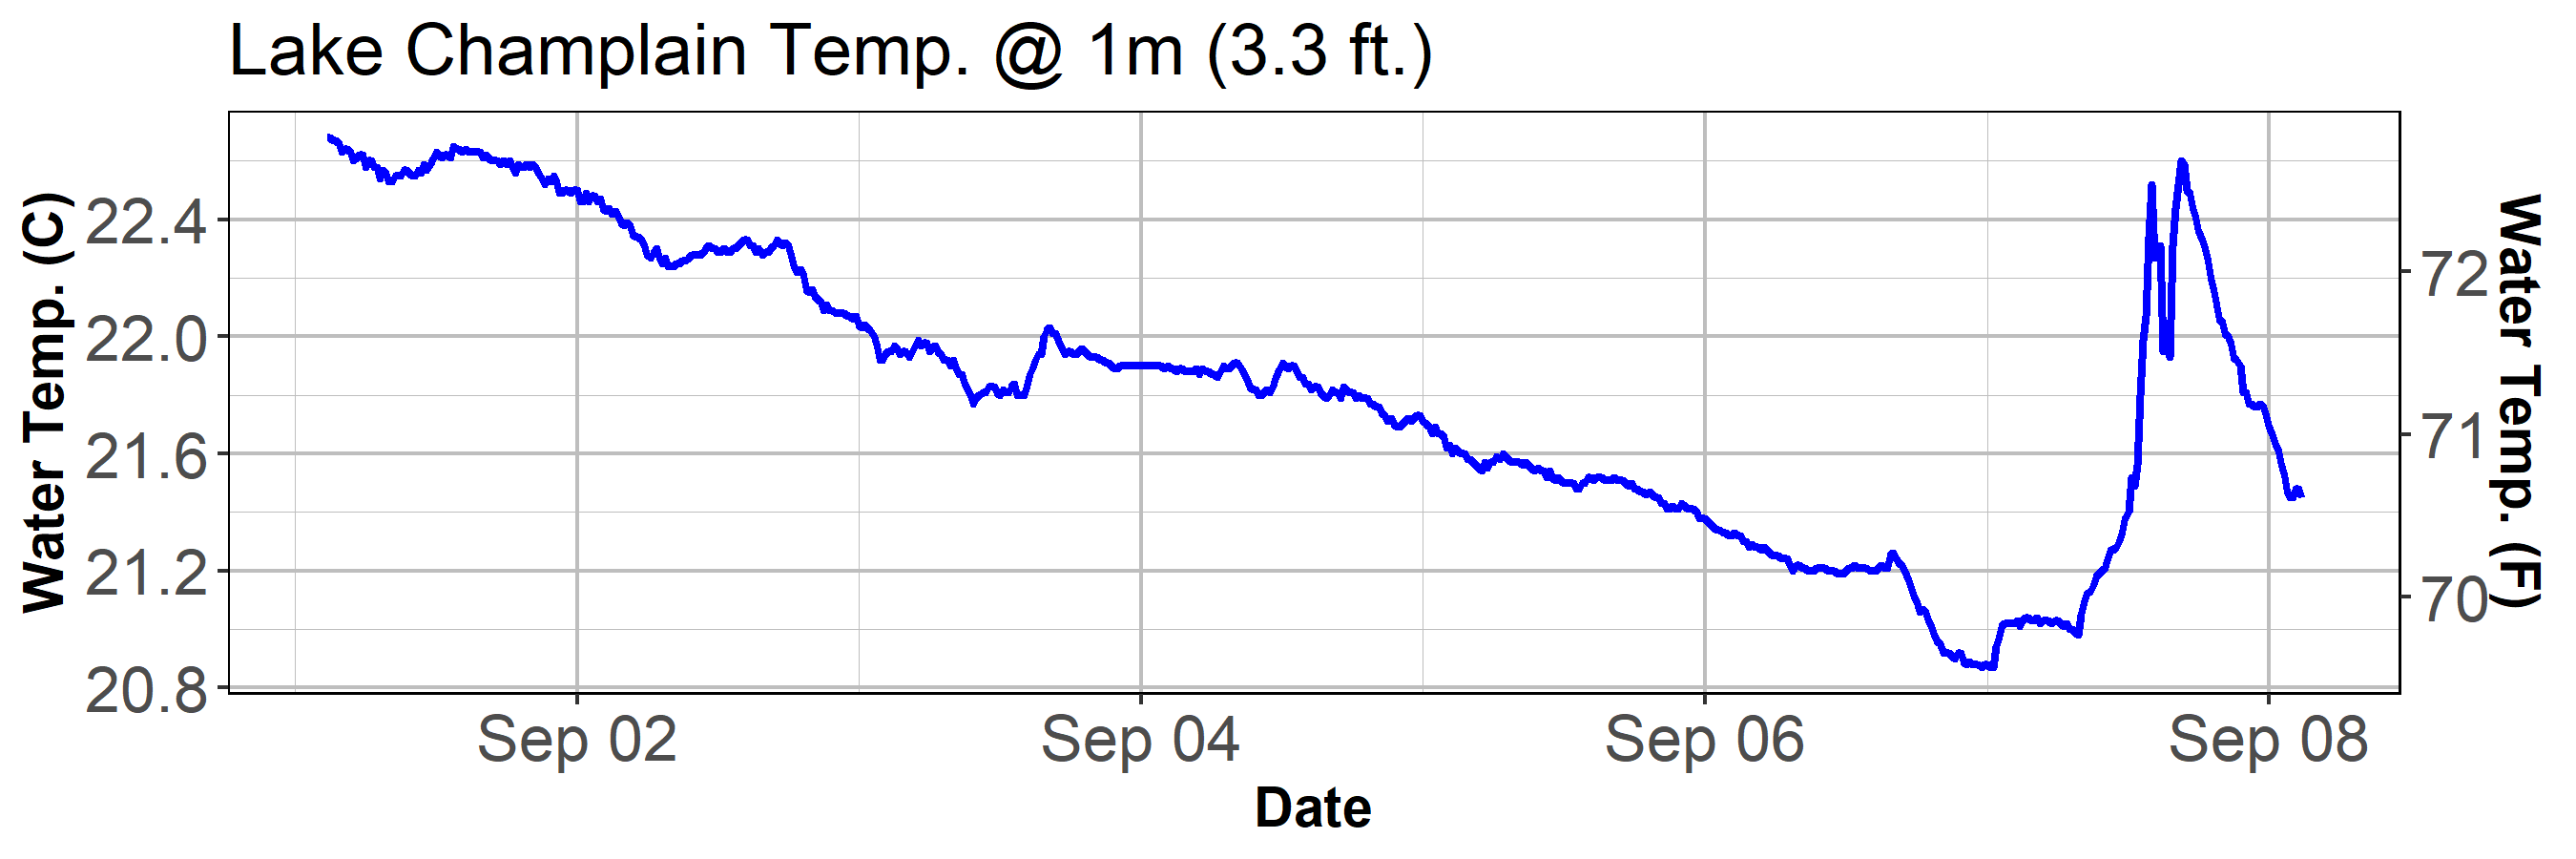 Lake Champlain Temp. @ 1m (3.3 ft.)
Water Temp. (C)
22.4
22.0
21.6
21.2
20.8
72
71
70
Water Temp. (F)
Sep 02
Sep 04
Sep 06
Sep 08
Date